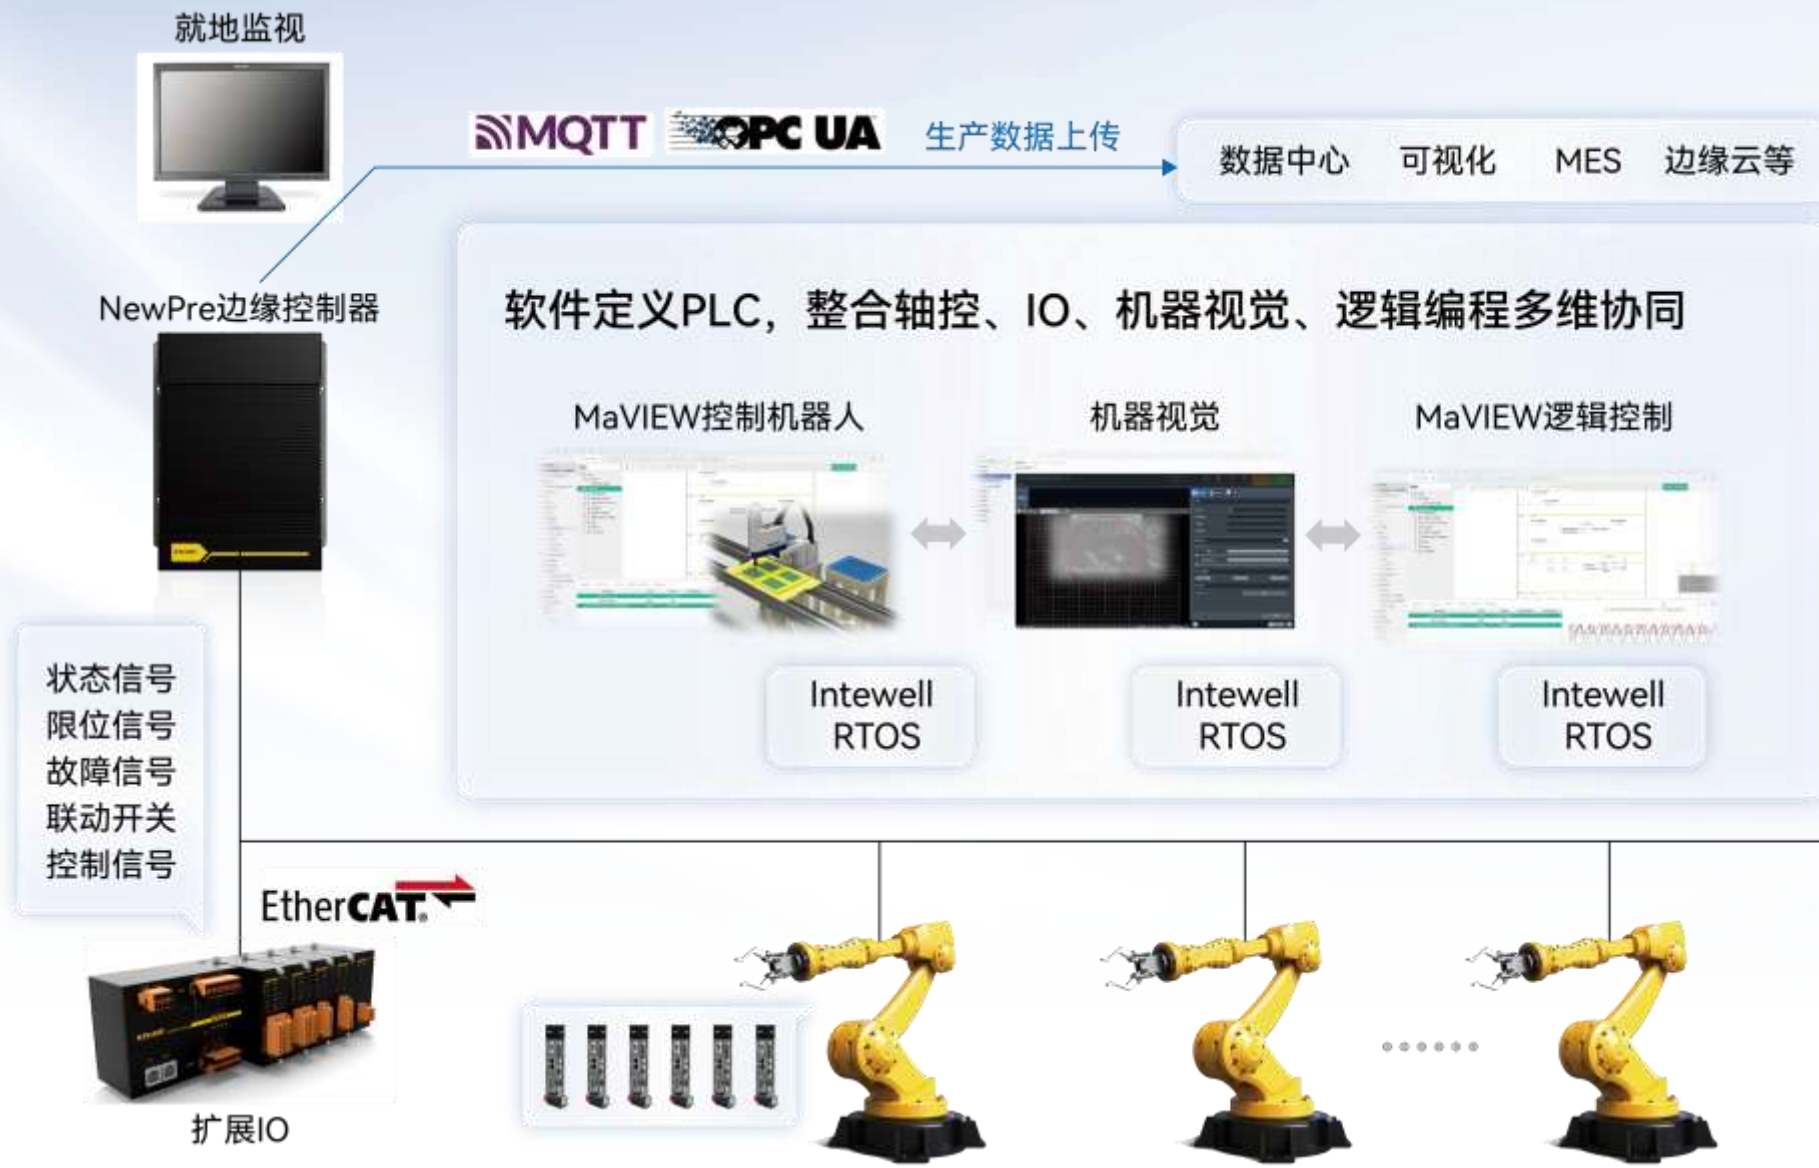 就地监视
MQTT
OPC UA
生产数据上传
数据中心 可视化 MES 边缘云等
NewPre边缘控制器
软件定义PLC，整合轴控、IO、机器视觉、逻辑编程多维协同
MaVIEW控制机器人
机器视觉
MaVIEW逻辑控制
Intewell
RTOS
Intewell
RTOS
Intewell
RTOS
状态信号
限位信号
故障信号
联动开关
控制信号
EtherCAT®
扩展IO